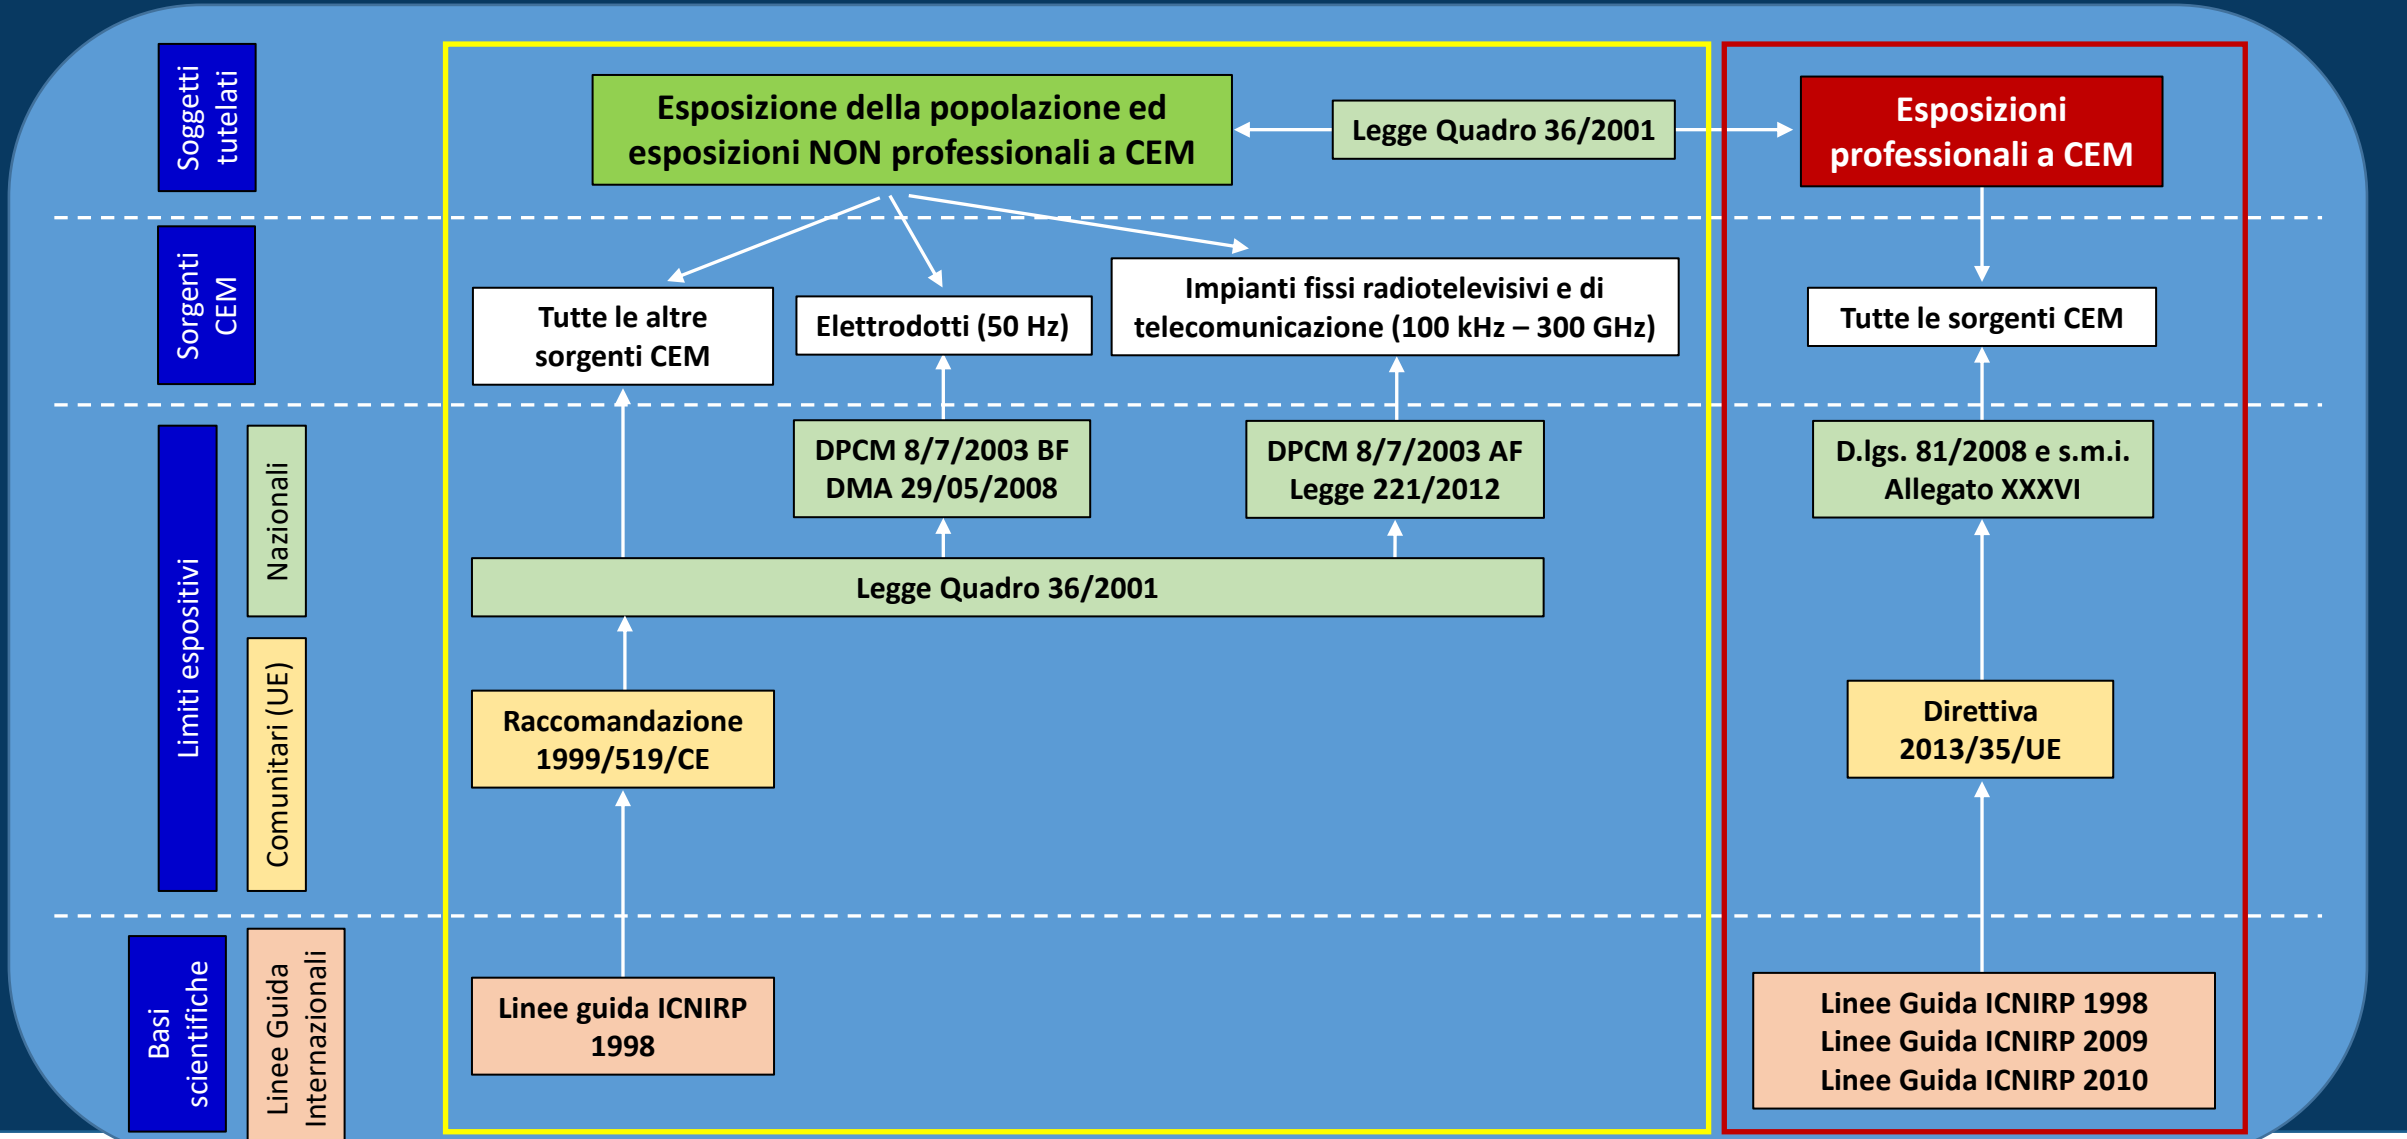 Soggetti
tutelati
Esposizione della popolazione ed
esposizioni NON professionali a CEM
Legge Quadro 36/2001
Esposizioni
professionali a CEM
Sorgenti
CEM
Tutte le altre
sorgenti CEM
Elettrodotti (50 Hz)
Impianti fissi radiotelevisivi e di
telecomunicazione (100 kHz – 300 GHz)
Tutte le sorgenti CEM
Limiti espositivi
Nazionali
DPCM 8/7/2003 BF
DMA 29/05/2008
DPCM 8/7/2003 AF
Legge 221/2012
D.lgs. 81/2008 e s.m.i.
Allegato XXXVI
Legge Quadro 36/2001
Comunitari (UE)
Raccomandazione
1999/519/CE
Direttiva
2013/35/UE
Basi
scientifiche
Linee Guida
Internazionali
Linee guida ICNIRP
1998
Linee Guida ICNIRP 1998
Linee Guida ICNIRP 2009
Linee Guida ICNIRP 2010